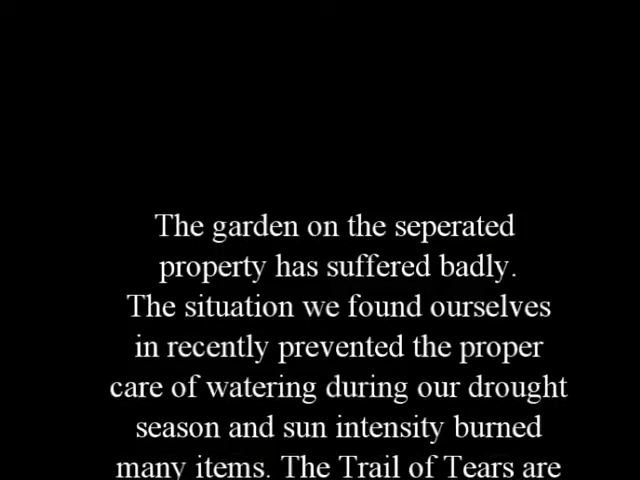 The garden on the seperated
property has suffered badly.
The situation we found ourselves
in recently prevented the proper
care of watering during our drought
season and sun intensity burned
many items. The Trail of Tears are